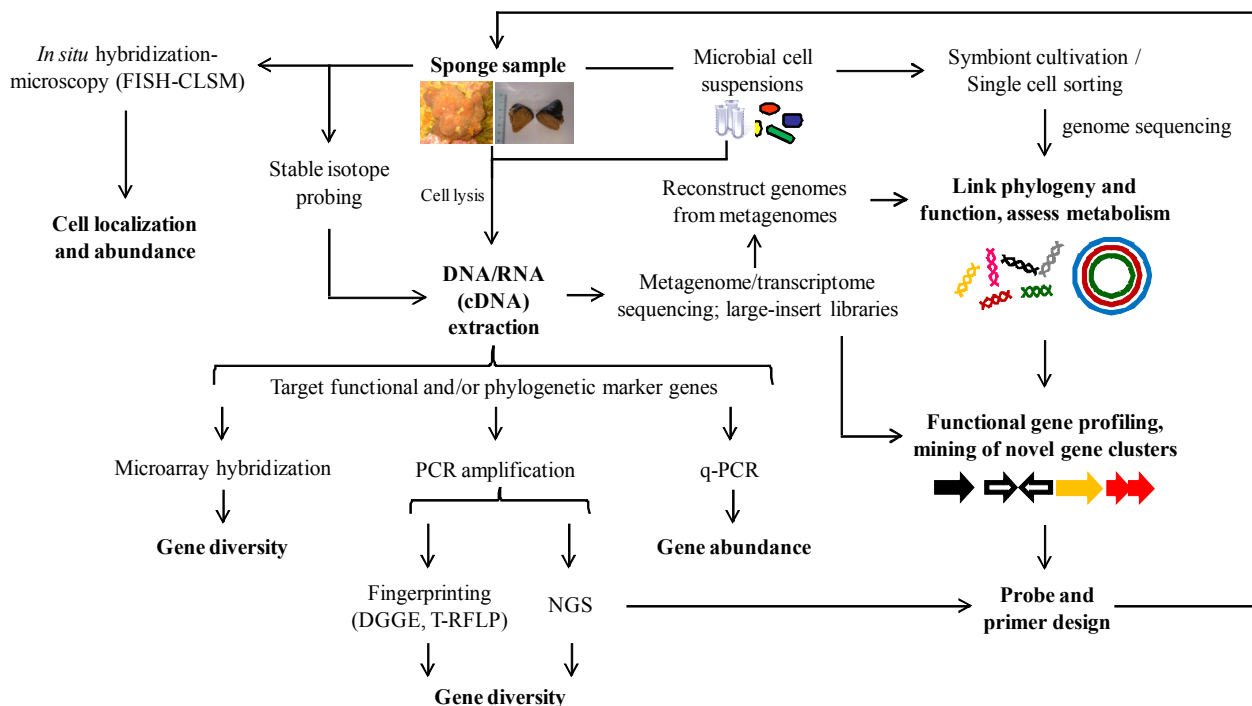 In situ hybridization-
microscopy (FISH-CLSM)
Sponge sample
Microbial cell
suspensions
Symbiont cultivation /
Single cell sorting
genome sequencing
Stable isotope
probing
Cell lysis
Reconstruct genomes
from metagenomes
Link phylogeny and
function, assess metabolism
Cell localization
and abundance
DNA/RNA
(cDNA)
extraction
Metagenome/transcriptome
sequencing; large-insert libraries
Target functional and/or phylogenetic marker genes
Functional gene profiling,
mining of novel gene clusters
Microarray hybridization
PCR amplification
q-PCR
Gene diversity
Gene abundance
Fingerprinting
(DGGE, T-RFLP)
NGS
Probe and
primer design
Gene diversity